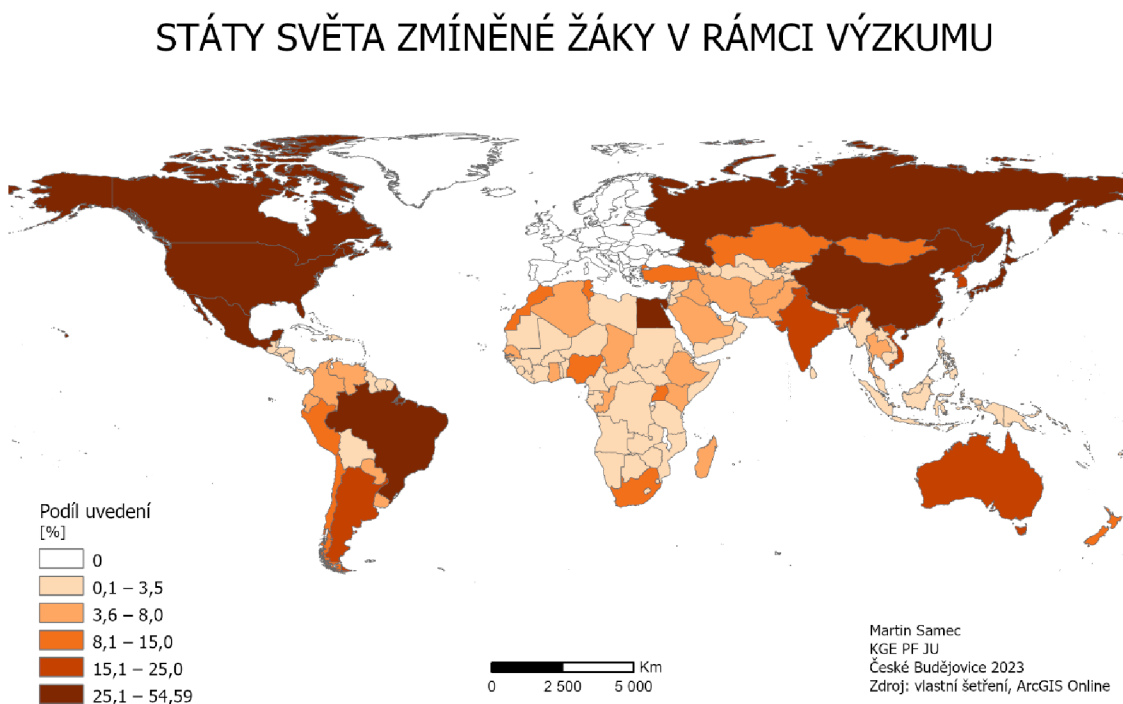 STÁTY SVĚTA ZMÍNĚNÉ ŽÁKY V RÁMCI VÝZKUMU
Podíl uvedení
[%]
0
0,1 – 3,5
3,6 – 8,0
8,1 – 15,0
15,1 – 25,0
25,1 – 54,59
Km
0 2 500 5 000
Martin Samec
KGE PF JU
České Budějovice 2023
Zdroj: vlastní šetření, ArcGIS Online